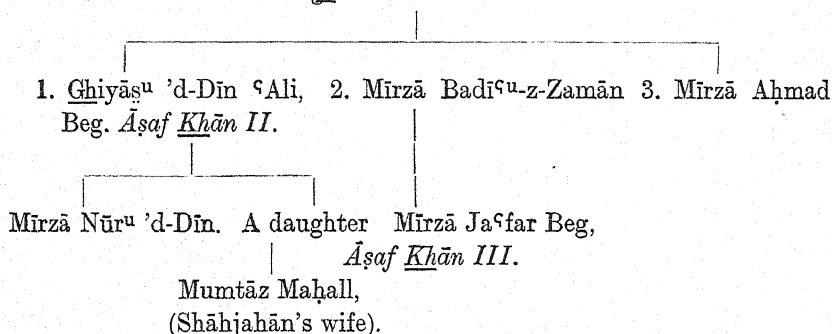 1. Ghiyās̤ᵘ 'd-Dīn ʿAli, 2. Mīrzā Badīʿᵘ-z-Zamān 3. Mīrzā Aḥmad
Beg. Āṣaf Khān II.
Mīrzā Nūrᵘ 'd-Dīn. A daughter Mīrzā Jaʿfar Beg,
Āṣaf Khān III.
Mumtāz Maḥall,
(Shāhjahān's wife).